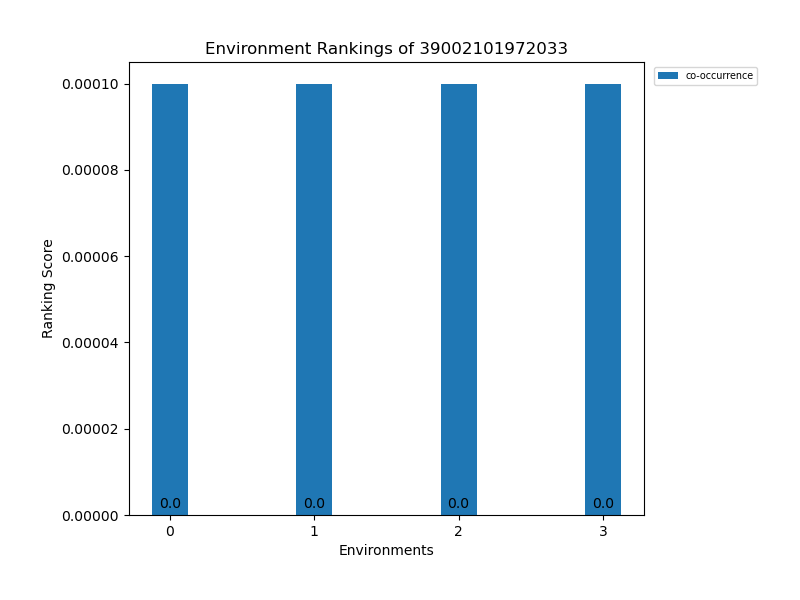 Environment Rankings of 39002101972033
co-occurrence
Ranking Score
0.00010
0.00008
0.00006
0.00004
0.00002
0.00000
0.0 0.0 0.0 0.0
0 1 2 3
Environments